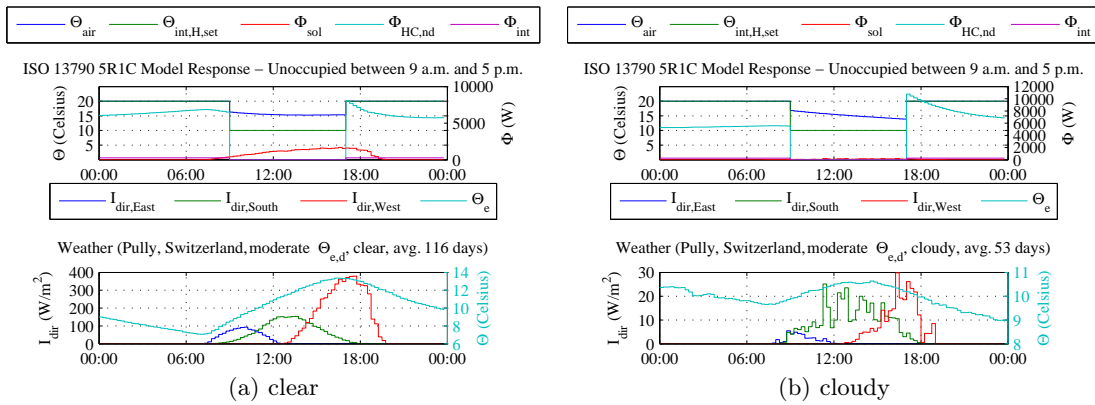 Θair Θint,H,set Φsol ΦHC,nd Φint
ISO 13790 5R1C Model Response – Unoccupied between 9 a.m. and 5 p.m.
Θ (Celsius)
20
15
10
5
10000
8000
6000
4000
2000
0
Φ (W)
00:00 06:00 12:00 18:00 00:00
Idir,East Idir,South Idir,West Θe
Weather (Pully, Switzerland, moderate Θe,d, clear, avg. 116 days)
Idir (W/m2)
400
300
200
100
0
14
12
10
8
6
Θ (Celsius)
00:00 06:00 12:00 18:00 00:00
(a) clear
Θair Θint,H,set Φsol ΦHC,nd Φint
ISO 13790 5R1C Model Response – Unoccupied between 9 a.m. and 5 p.m.
Θ (Celsius)
25
20
15
10
5
12000
10000
8000
6000
4000
2000
0
Φ (W)
00:00 06:00 12:00 18:00 00:00
Idir,East Idir,South Idir,West Θe
Weather (Pully, Switzerland, moderate Θe,d, cloudy, avg. 53 days)
Idir (W/m2)
30
20
10
0
11
10
9
8
Θ (Celsius)
00:00 06:00 12:00 18:00 00:00
(b) cloudy